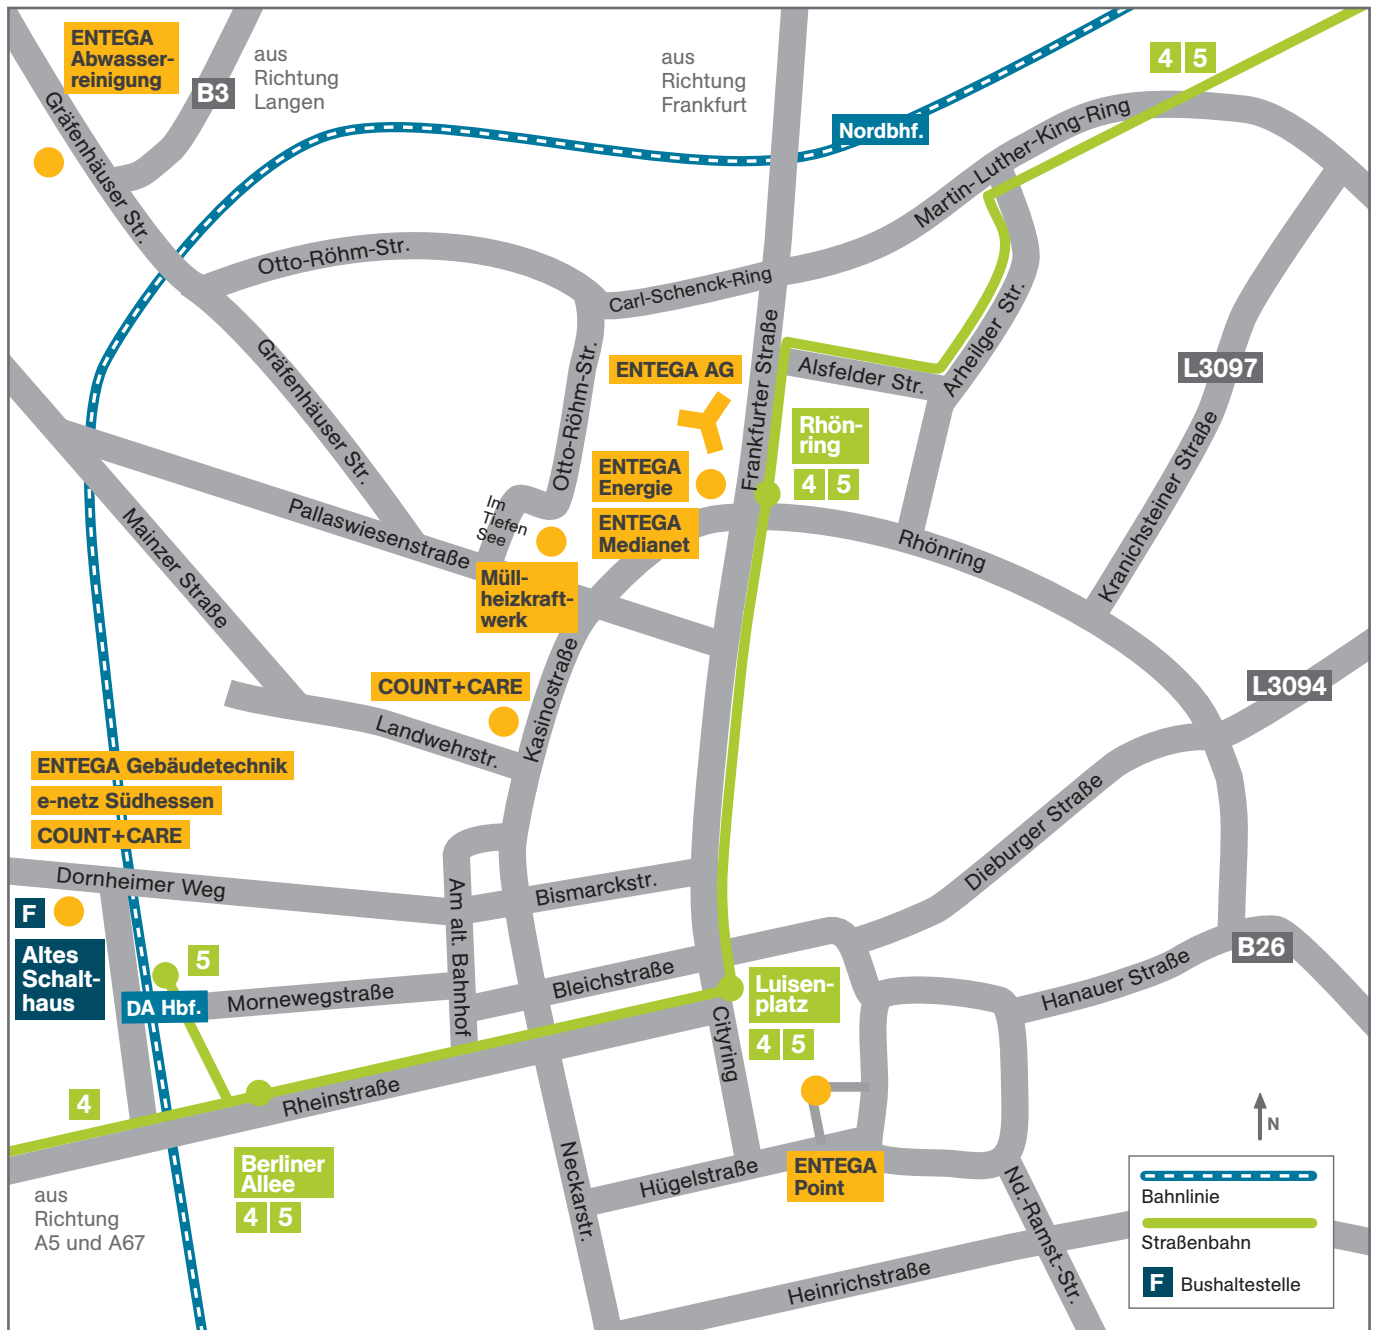 ENTEGA
Abwasser-
reinigung
B3
aus
Richtung
Langen
aus
Richtung
Frankfurt
4 5
Nordbhf.
Martin-Luther-King-Ring
Gräfenhäuser Str.
Otto-Röhm-Str.
Carl-Schenck-Ring
Arheilger Str.
Gräfenhäuser Str.
Otto-Röhm-Str.
ENTEGA AG
Frankfurter Straße
Alsfelder Str.
L3097
Rhön-
ring
4 5
ENTEGA
Energie
ENTEGA
Medianet
Kranichsteiner Straße
Im
Tiefen
See
Pallaswiesenstraße
Mainzer Straße
Rhönring
Müll-
heizkraft-
werk
Kasinostraße
COUNT+CARE
Landwehrstr.
L3094
ENTEGA Gebäudetechnik
e-netz Südhessen
COUNT+CARE
Dieburger Straße
Dornheimer Weg
Am alt. Bahnhof
Bismarckstr.
F
Altes
Schalt-
haus
5
DA Hbf.
Mornewegstraße
Bleichstraße
Luisen-
platz
4 5
B26
Hanauer Straße
Cityring
4
Rheinstraße
Berliner
Allee
4 5
Neckarstr.
Hügelstraße
ENTEGA
Point
Nd.-Ramst.-Str.
Heinrichstraße
aus
Richtung
A5 und A67
N
Bahnlinie
Straßenbahn
F Bushaltestelle